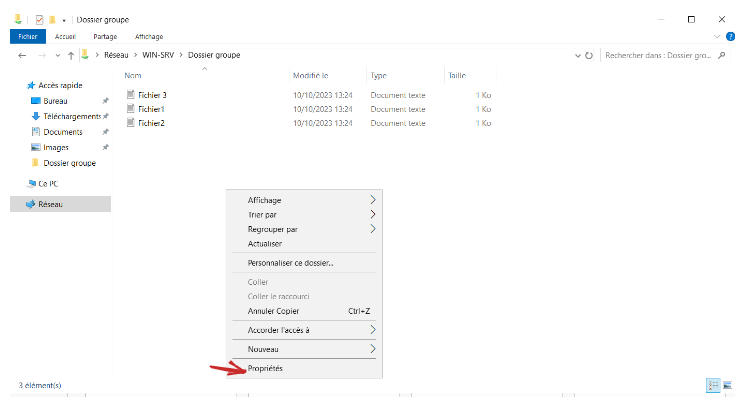 Dossier groupe
Fichier Accueil Partage Affichage
Réseau > WIN-SRV > Dossier groupe
Rechercher dans : Dossier gro...
Nom Modifié le Type Taille
Accès rapide
Bureau
Téléchargements
Documents
Images
Dossier groupe
Ce PC
Réseau
Fichier 3 10/10/2023 13:24 Document texte 1 Ko
Fichier1 10/10/2023 13:24 Document texte 1 Ko
Fichier2 10/10/2023 13:24 Document texte 1 Ko
Affichage
Trier par
Regrouper par
Actualiser
Personnaliser ce dossier...
Coller
Coller le raccourci
Annuler Copier Ctrl+Z
Accorder l'accès à
Nouveau
Propriétés
3 élément(s)